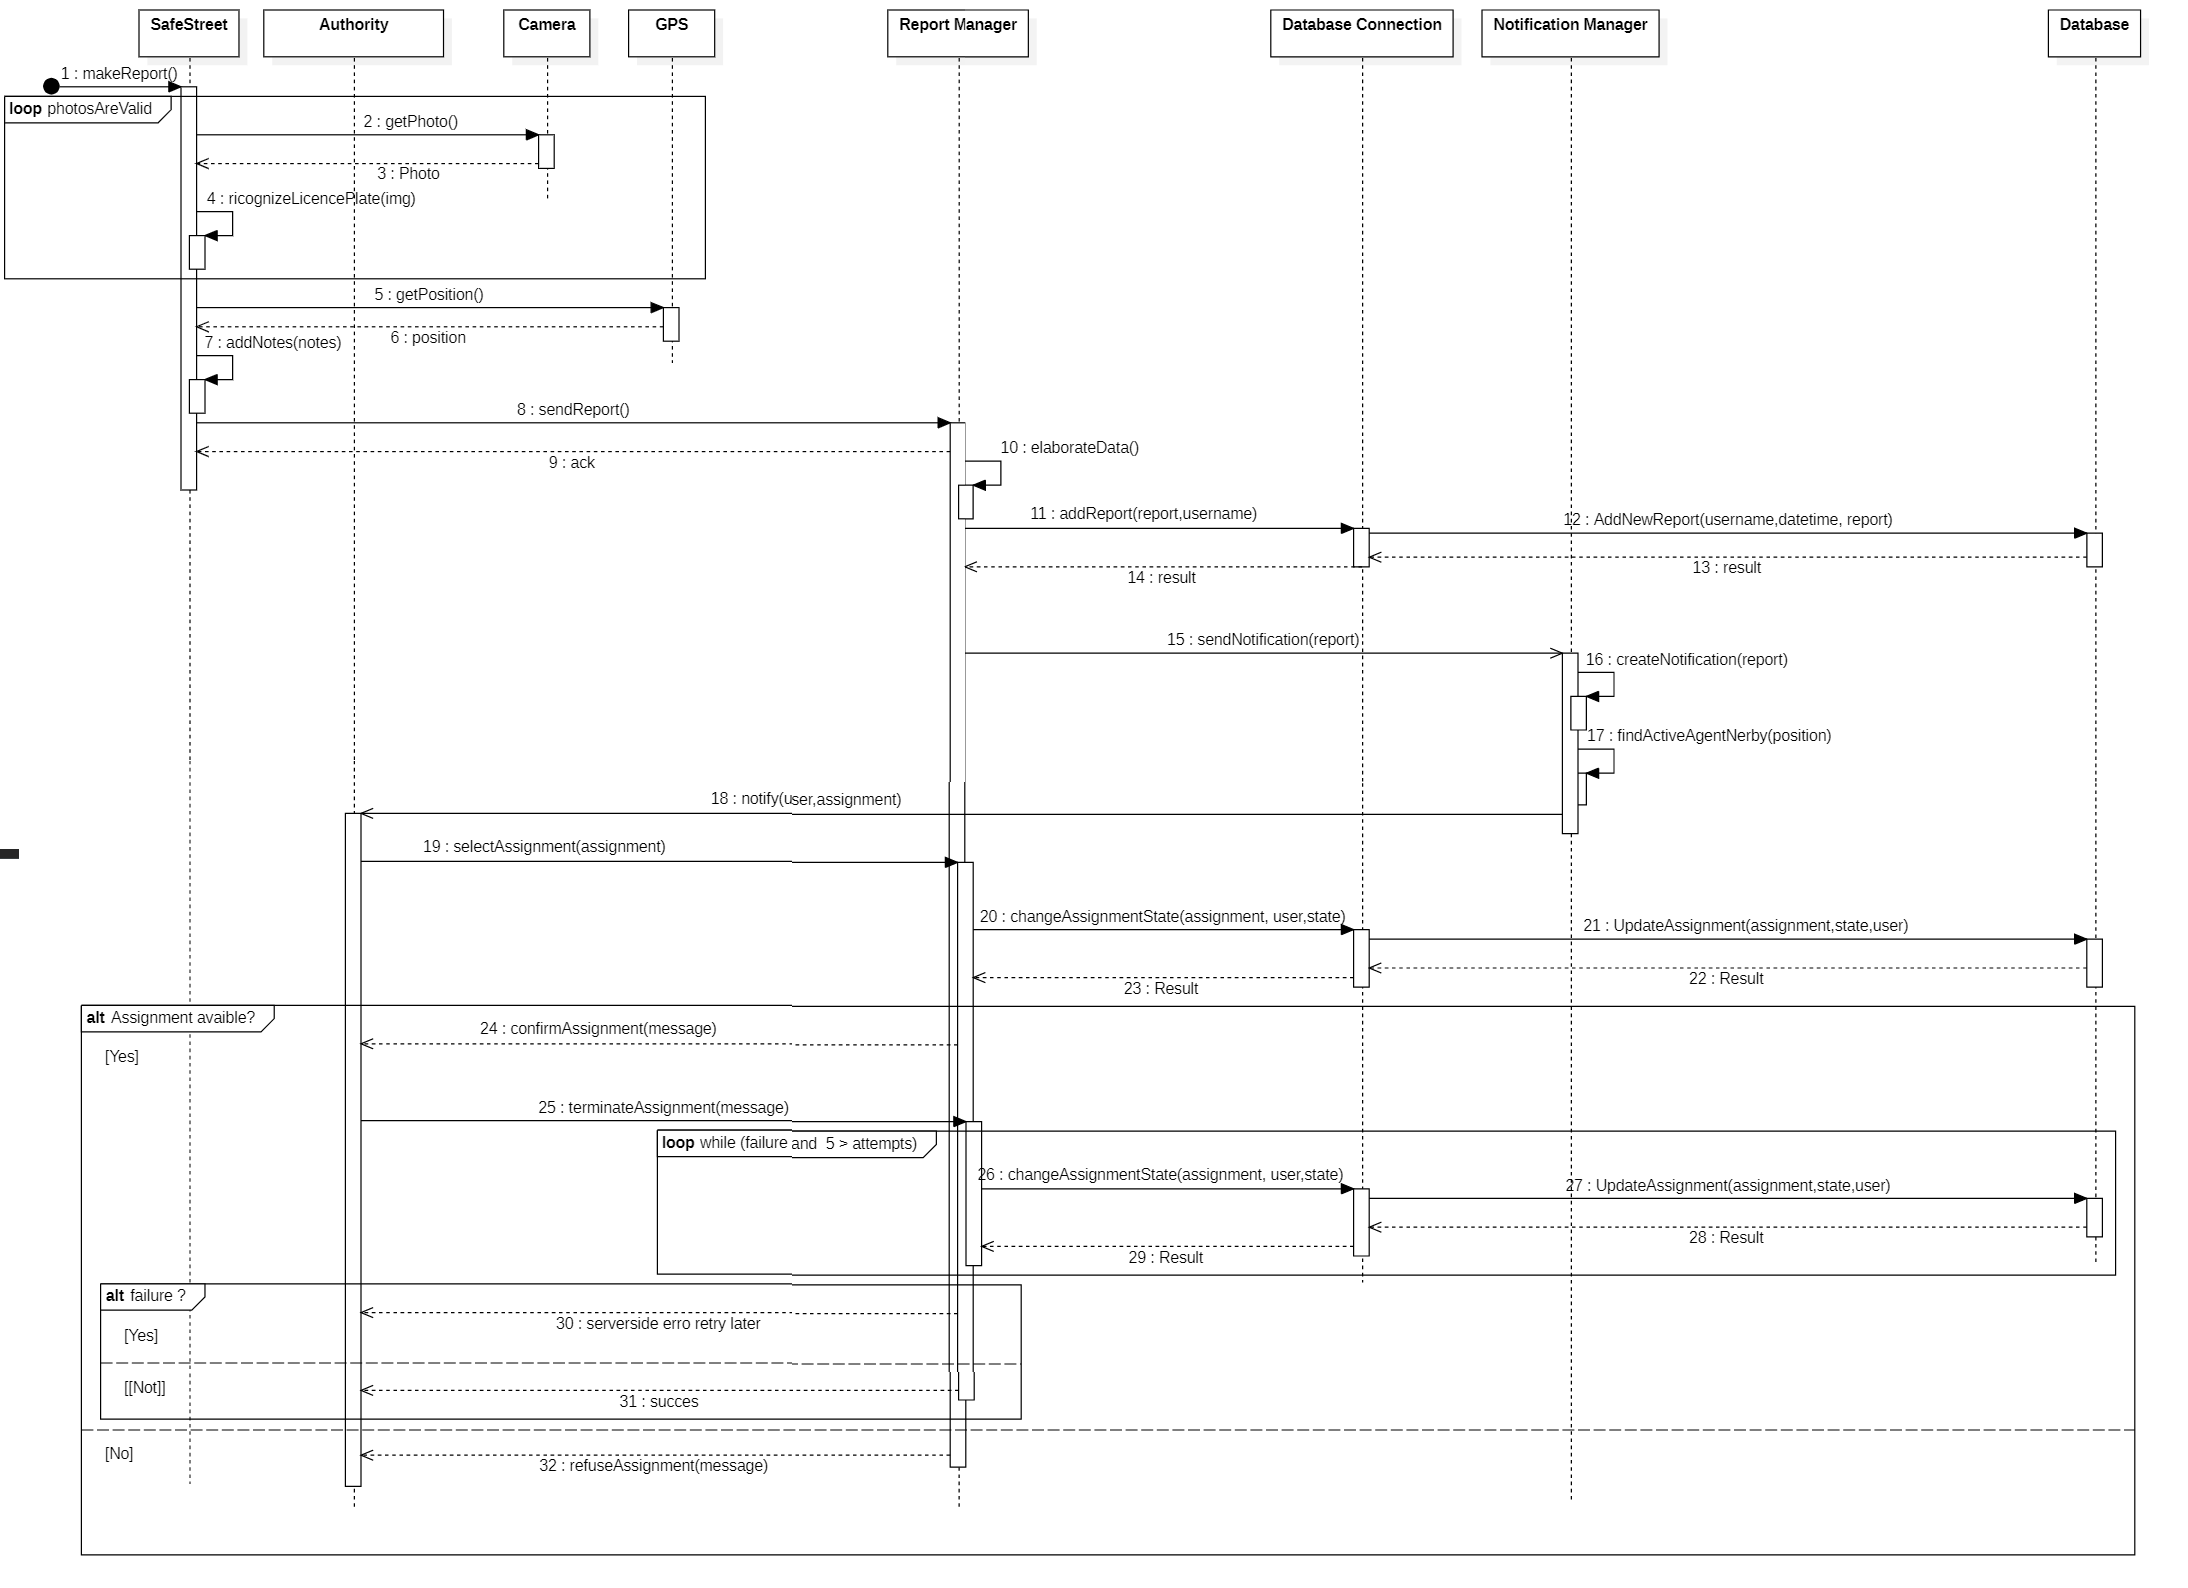 SafeStreet
Authority
Camera
GPS
Report Manager
Database Connection
Notification Manager
Database
1 : makeReport()
loop photosAreValid
2 : getPhoto()
3 : Photo
4 : ricognizeLicencePlate(img)
5 : getPosition()
6 : position
7 : addNotes(notes)
8 : sendReport()
9 : ack
10 : elaborateData()
11 : addReport(report,username)
12 : AddNewReport(username,datetime, report)
13 : result
14 : result
15 : sendNotification(report)
16 : createNotification(report)
17 : findActiveAgentNerby(position)
18 : notify(user,assignment)
19 : selectAssignment(assignment)
20 : changeAssignmentState(assignment, user,state)
21 : UpdateAssignment(assignment,state,user)
22 : Result
23 : Result
alt Assignment avaible?
24 : confirmAssignment(message)
[Yes]
25 : terminateAssignment(message)
loop while (failure and 5 > attempts)
26 : changeAssignmentState(assignment, user,state)
27 : UpdateAssignment(assignment,state,user)
28 : Result
29 : Result
alt failure ?
30 : serverside erro retry later
[Yes]
[[Not]]
31 : succes
[No]
32 : refuseAssignment(message)